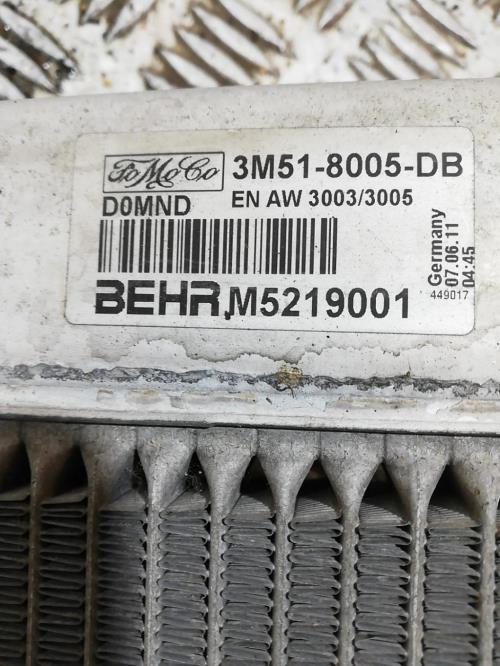 FoMoCo 3M51-8005-DB
D0MND EN AW 3003/3005
BEHR M5219001
Germany
07.06.11
04:45
449017